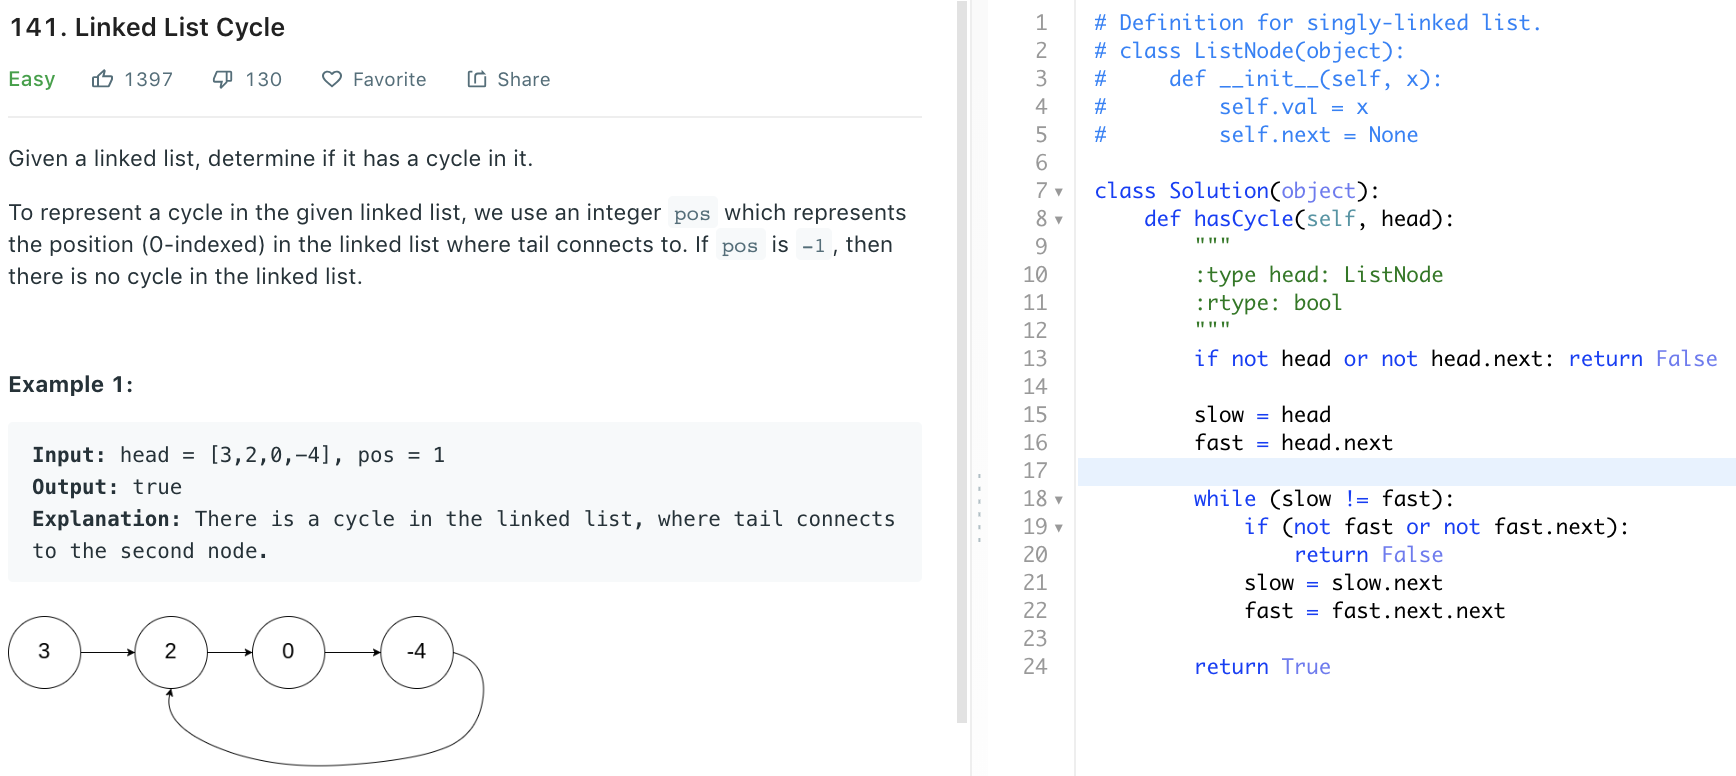 141. Linked List Cycle
Easy 1397 130 Favorite Share
Given a linked list, determine if it has a cycle in it.
To represent a cycle in the given linked list, we use an integer pos which represents
the position (0-indexed) in the linked list where tail connects to. If pos is -1, then
there is no cycle in the linked list.
Example 1:
Input: head = [3,2,0,-4], pos = 1
Output: true
Explanation: There is a cycle in the linked list, where tail connects
to the second node.
3 2 0 -4
1 # Definition for singly-linked list.
2 # class ListNode(object):
3 #     def __init__(self, x):
4 #         self.val = x
5 #         self.next = None
6
7 class Solution(object):
8     def hasCycle(self, head):
9         """
10         :type head: ListNode
11         :rtype: bool
12         """
13         if not head or not head.next: return False
14
15         slow = head
16         fast = head.next
17
18         while (slow != fast):
19             if (not fast or not fast.next):
20                 return False
21             slow = slow.next
22             fast = fast.next.next
23
24         return True